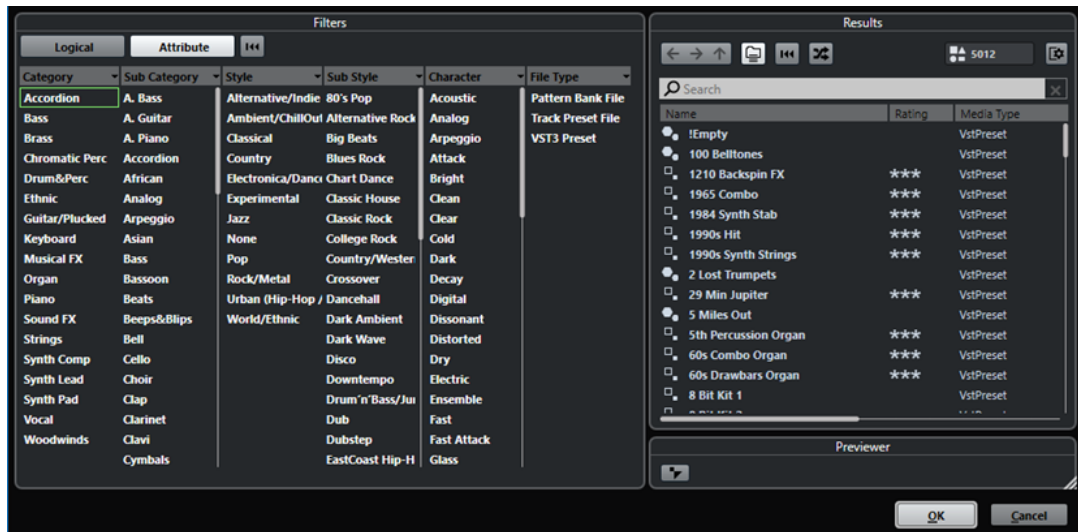 Filters
Logical
Attribute
Category Sub Category Style Sub Style Character File Type
Accordion A. Bass Alternative/Indie 80's Pop Acoustic Pattern Bank File
Bass A. Guitar Ambient/ChillOut Alternative Rock Analog Track Preset File
Brass A. Piano Classical Big Beats Arpeggio VST3 Preset
Chromatic Perc Accordion Country Blues Rock Attack
Drum&Perc African Electronica/Danc Chart Dance Bright
Ethnic Analog Experimental Classic House Clean
Guitar/Plucked Arpeggio Jazz Classic Rock Clear
Keyboard Asian None College Rock Cold
Musical FX Bass Pop Country/Wester Dark
Organ Bassoon Rock/Metal Crossover Decay
Piano Beats Urban (Hip-Hop / Dancehall Digital
Sound FX Beeps&Blips World/Ethnic Dark Ambient Dissonant
Strings Bell Dark Wave Distorted
Synth Comp Cello Disco Dry
Synth Lead Choir Downtempo Electric
Synth Pad Clap Drum´n´Bass/Ju Ensemble
Vocal Clarinet Dub Fast
Woodwinds Clavi Dubstep Fast Attack
Cymbals EastCoast Hip-H Glass
Results
5012
Search
Name Rating Media Type
!Empty VstPreset
100 Belltones VstPreset
1210 Backspin FX *** VstPreset
1965 Combo *** VstPreset
1984 Synth Stab *** VstPreset
1990s Hit *** VstPreset
1990s Synth Strings *** VstPreset
2 Lost Trumpets VstPreset
29 Min Jupiter *** VstPreset
5 Miles Out VstPreset
5th Percussion Organ *** VstPreset
60s Combo Organ *** VstPreset
60s Drawbars Organ *** VstPreset
8 Bit Kit 1 VstPreset
Previewer
OK
Cancel